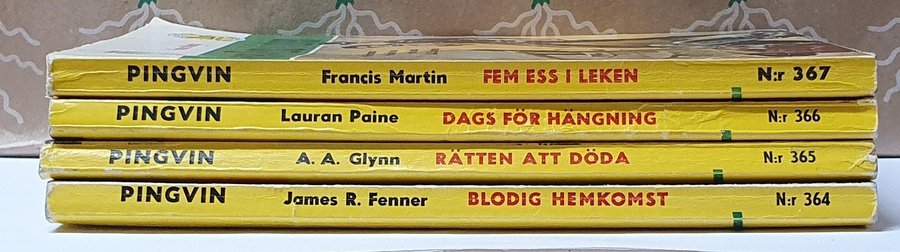 PINGVIN Francis Martin FEM ESS I LEKEN N:r 367
PINGVIN Lauran Paine DAGS FÖR HÄNGNING N:r 366
PINGVIN A. A. Glynn RÄTTEN ATT DÖDA N:r 365
PINGVIN James R. Fenner BLODIG HEMKOMST N:r 364